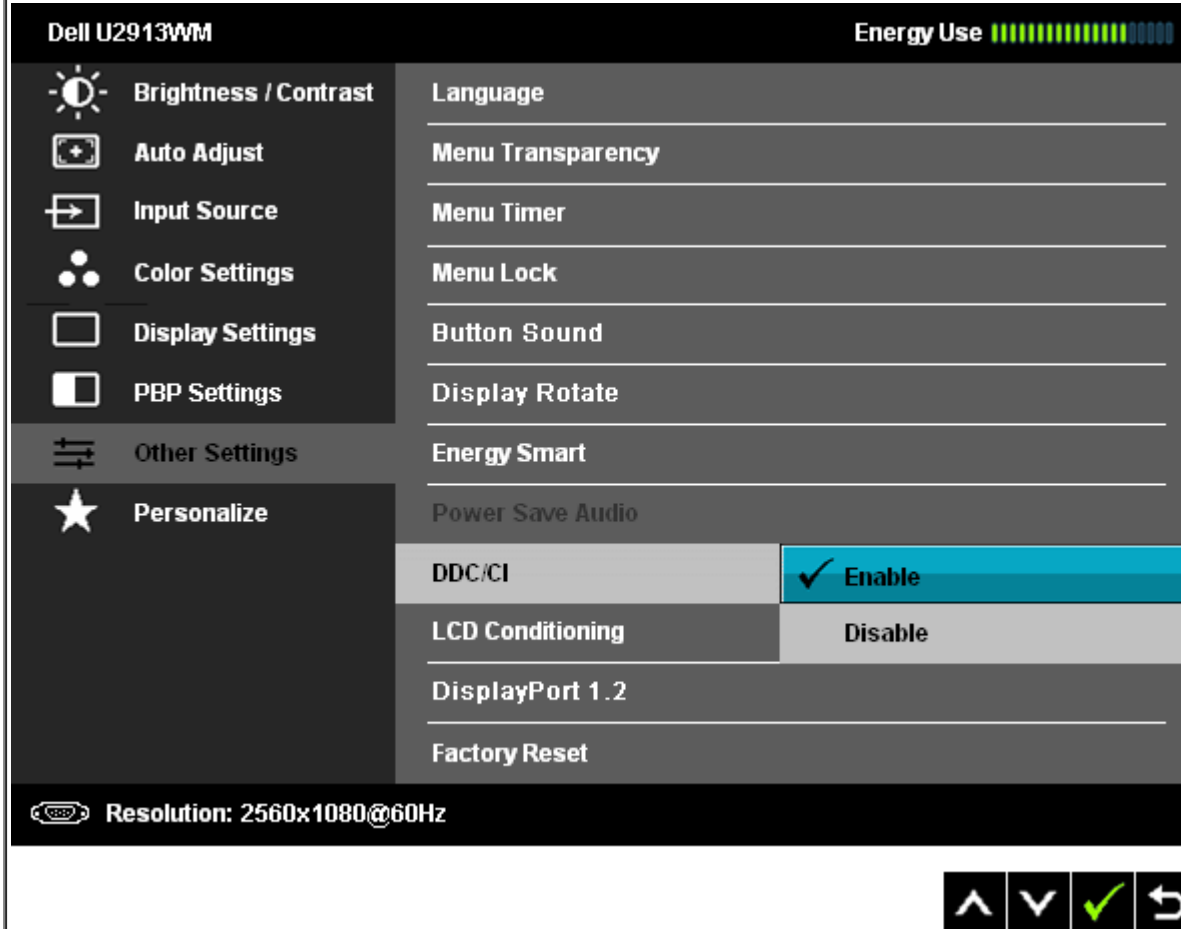 Dell U2913WM Energy Use
Brightness / Contrast Language
Auto Adjust Menu Transparency
Input Source Menu Timer
Color Settings Menu Lock
Display Settings Button Sound
PBP Settings Display Rotate
Other Settings Energy Smart
Personalize Power Save Audio
DDC/CI Enable
LCD Conditioning Disable
DisplayPort 1.2
Factory Reset
Resolution: 2560x1080@60Hz